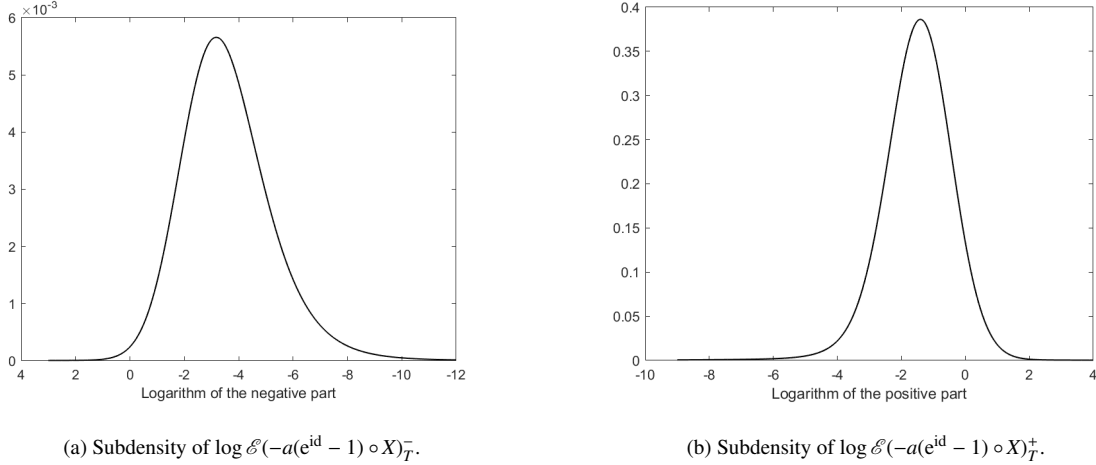 ×10⁻³
6
5
4
3
2
1
0
4 2 0 -2 -4 -6 -8 -10 -12
Logarithm of the negative part
(a) Subdensity of log ℰ(−a(e^id − 1) ∘ X)^−_T.
0.4
0.35
0.3
0.25
0.2
0.15
0.1
0.05
0
-10 -8 -6 -4 -2 0 2 4
Logarithm of the positive part
(b) Subdensity of log ℰ(−a(e^id − 1) ∘ X)^+_T.